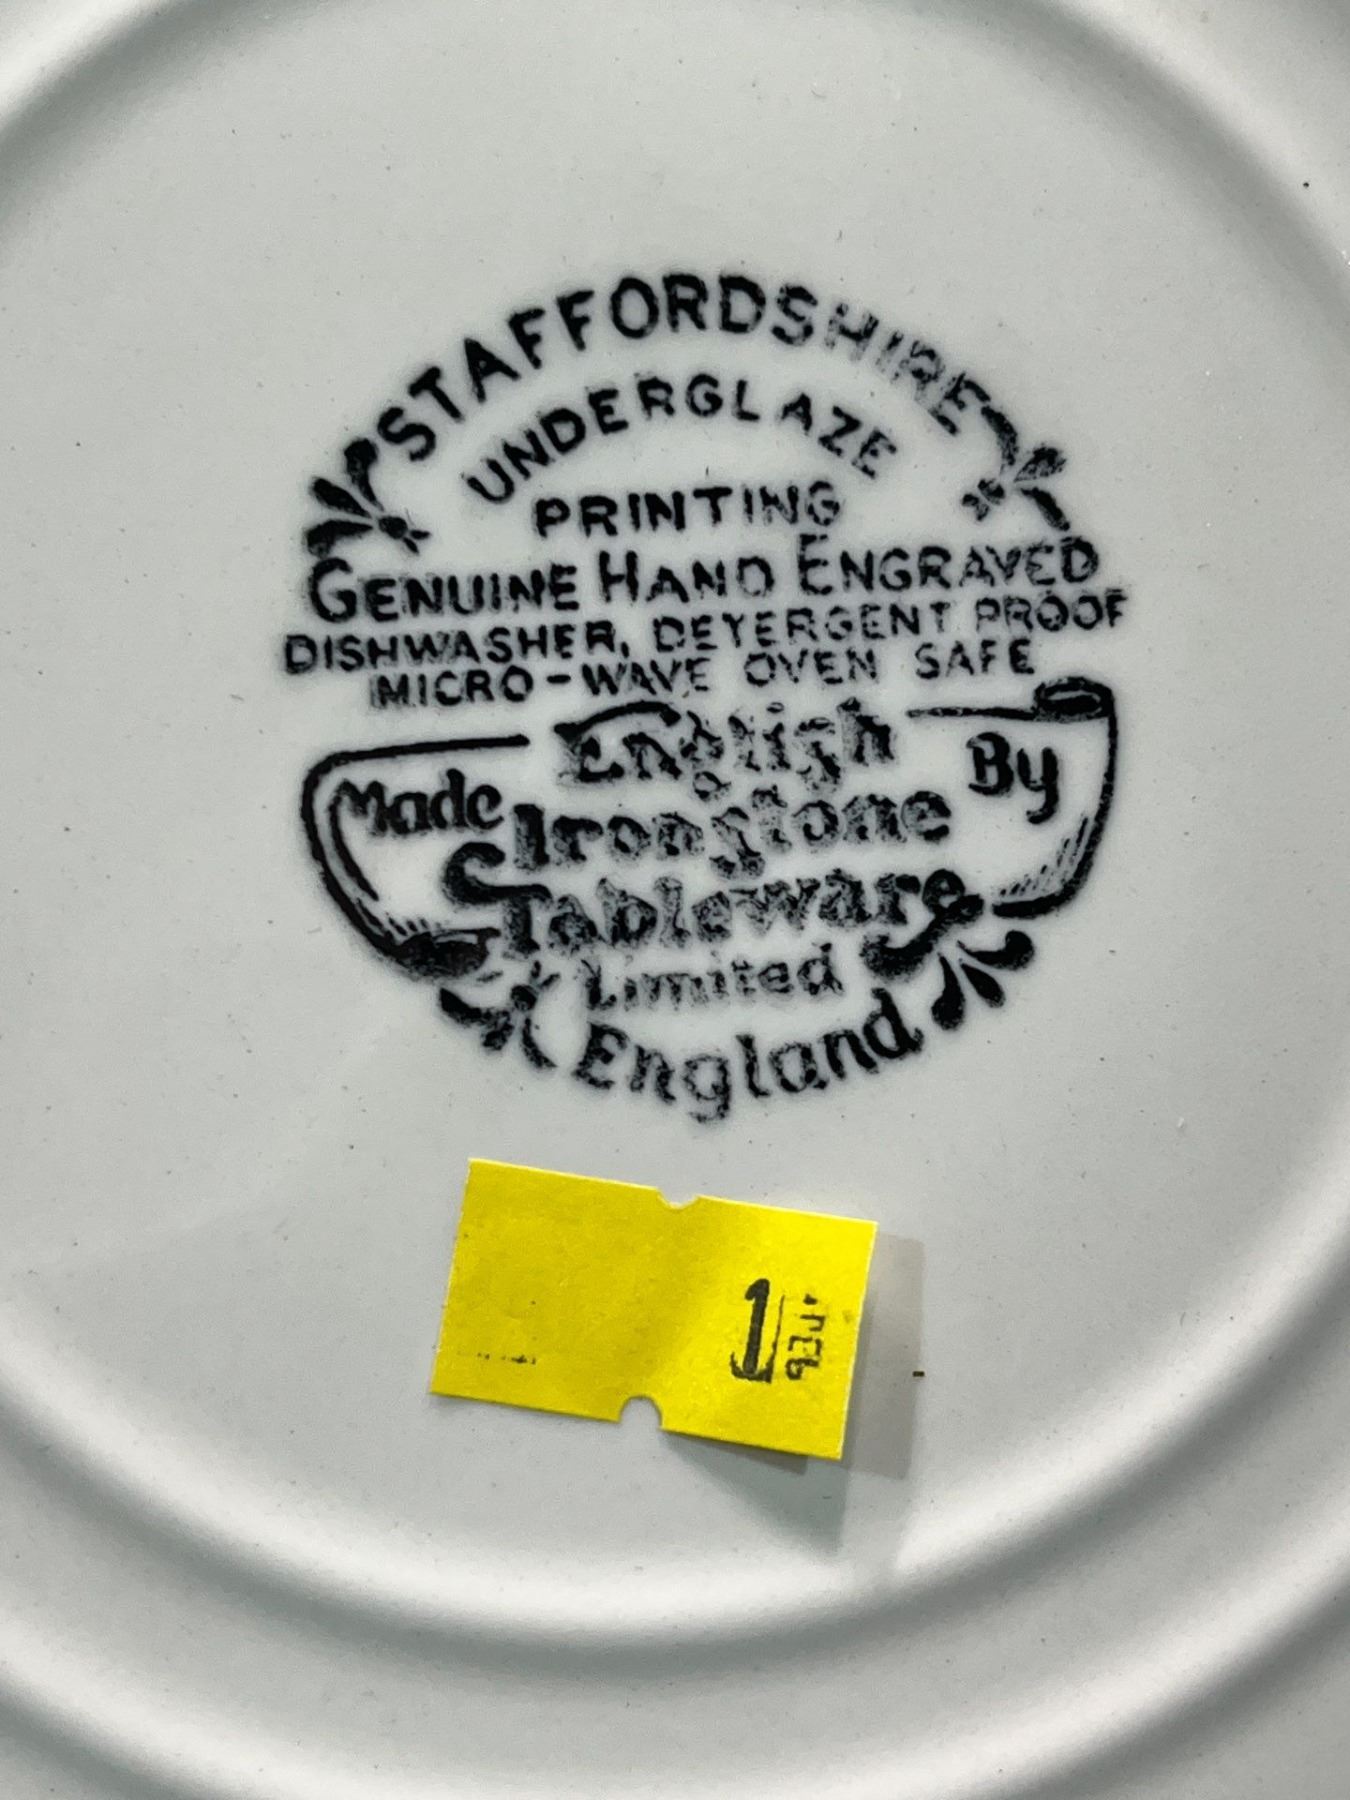 STAFFORDSHIRE
UNDERGLAZE
PRINTING
GENUINE HAND ENGRAVED
DISHWASHER, DETERGENT PROOF
MICRO-WAVE OVEN SAFE
Made English By
Ironstone
Tableware
Limited
England
1